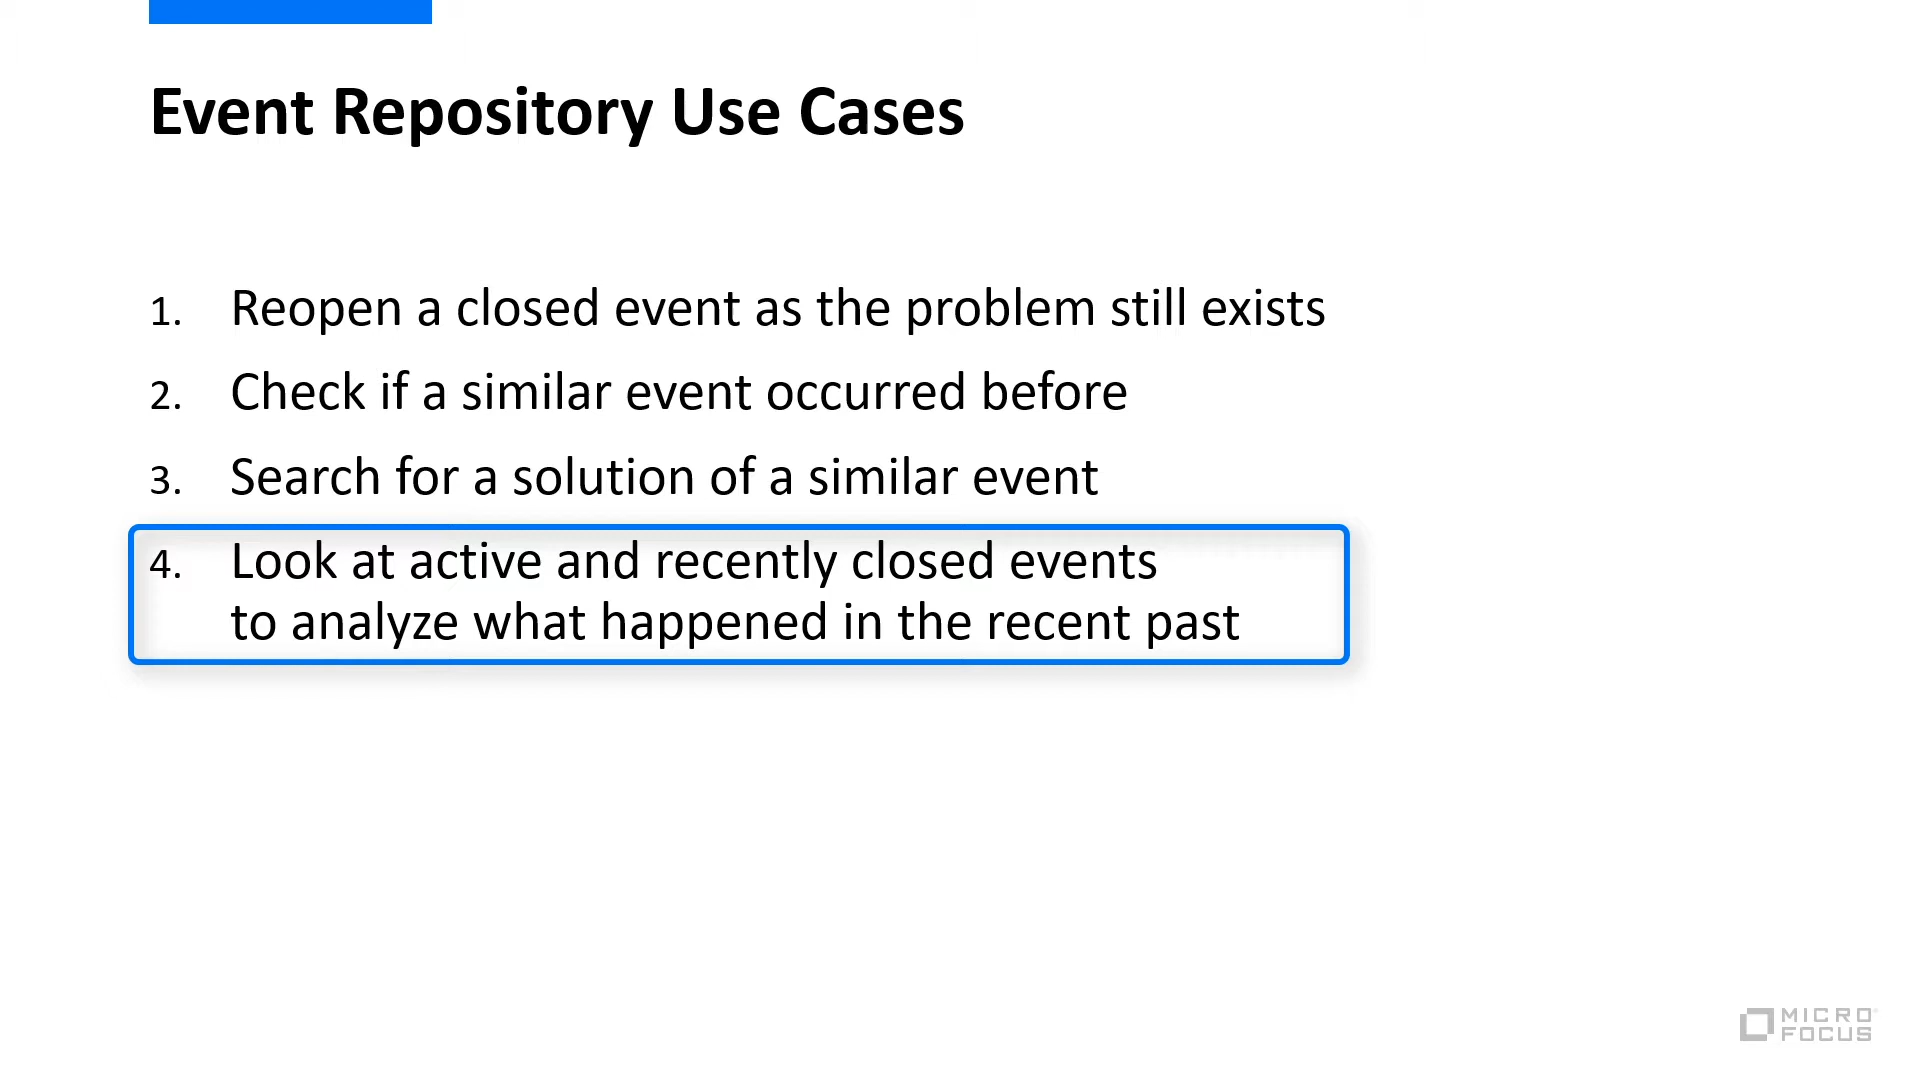 Event Repository Use Cases
1. Reopen a closed event as the problem still exists
2. Check if a similar event occurred before
3. Search for a solution of a similar event
4. Look at active and recently closed events
to analyze what happened in the recent past
MICRO
FOCUS